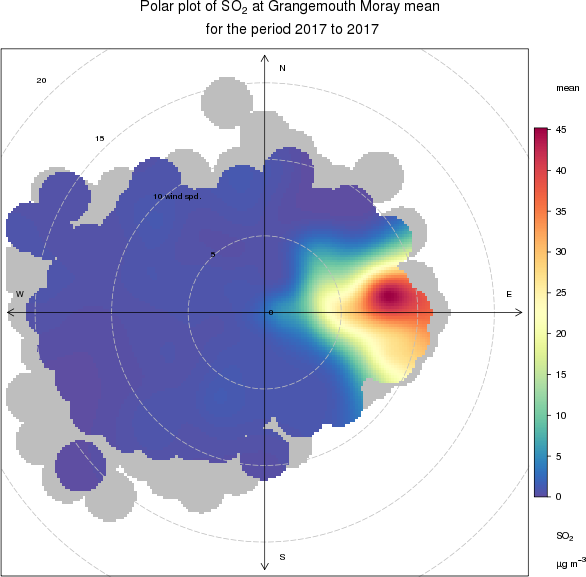 Polar plot of SO₂ at Grangemouth Moray mean
for the period 2017 to 2017
mean
45
40
35
30
25
20
15
10
5
0
SO₂
µg m⁻³
20
15
10 wind spd.
5
0
N
W
E
S